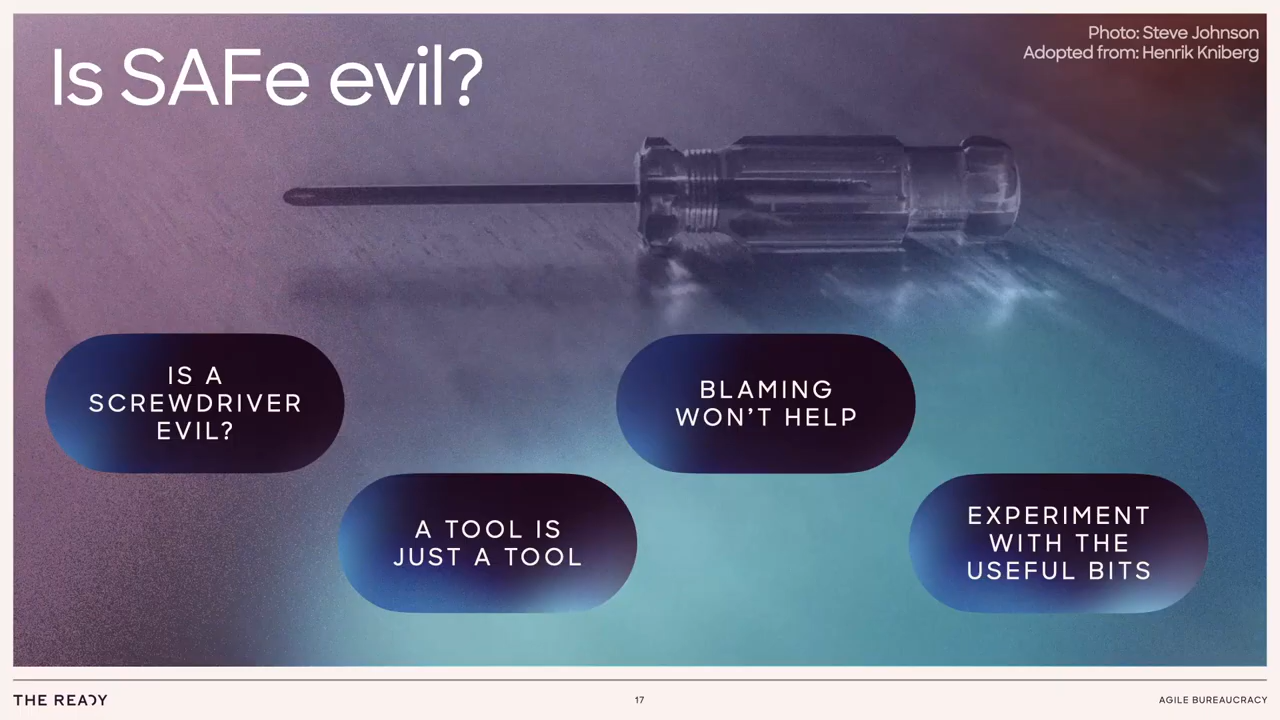 Is SAFe evil?
Photo: Steve Johnson
Adopted from: Henrik Kniberg
IS A
SCREWDRIVER
EVIL?
A TOOL IS
JUST A TOOL
BLAMING
WON’T HELP
EXPERIMENT
WITH THE
USEFUL BITS
THE READY
17
AGILE BUREAUCRACY